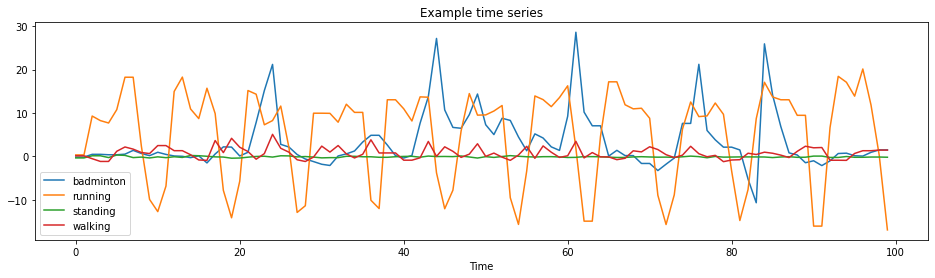 Example time series
30
20
10
0
−10
badminton
running
standing
walking
0
20
40
60
80
100
Time